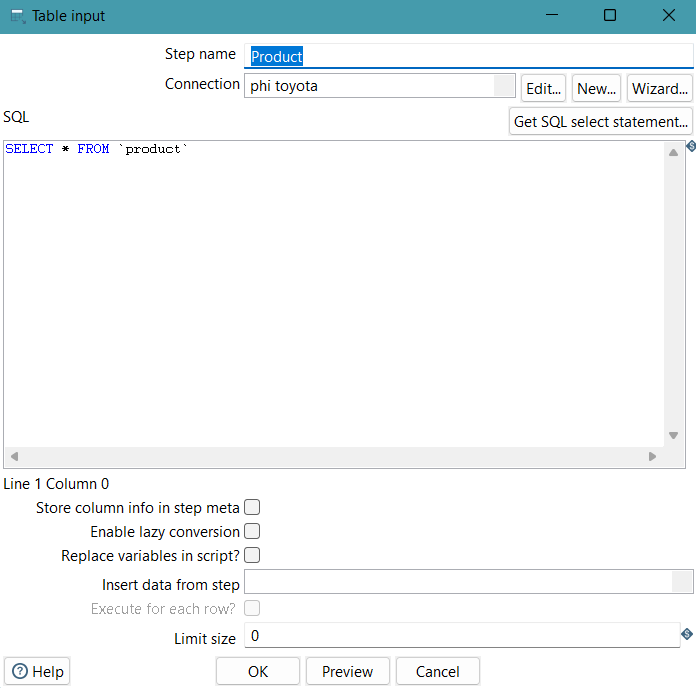 Table input
Step name Product
Connection phi toyota Edit... New... Wizard...
SQL Get SQL select statement...
SELECT * FROM `product`
Line 1 Column 0
Store column info in step meta
Enable lazy conversion
Replace variables in script?
Insert data from step
Execute for each row?
Limit size 0
Help OK Preview Cancel